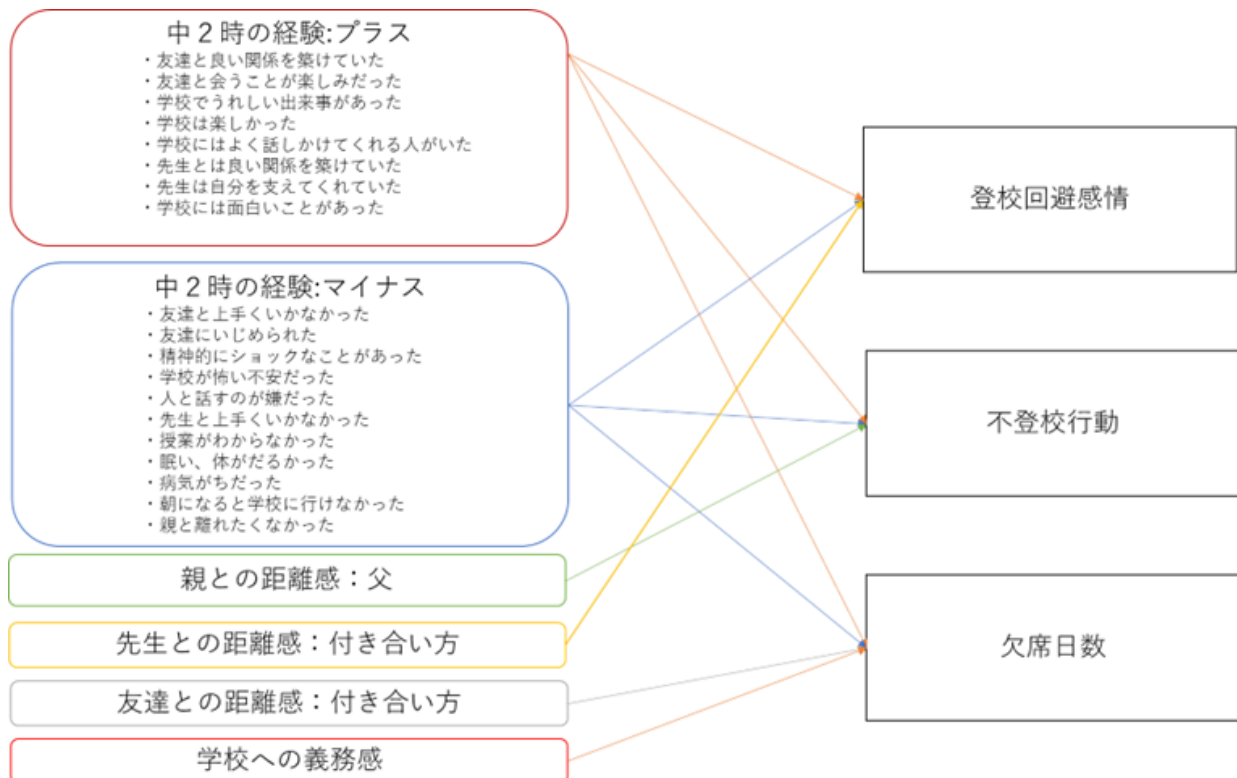 中２時の経験:プラス
・友達と良い関係を築けていた
・友達と会うことが楽しみだった
・学校でうれしい出来事があった
・学校は楽しかった
・学校にはよく話しかけてくれる人がいた
・先生とは良い関係を築けていた
・先生は自分を支えてくれていた
・学校には面白いことがあった
中２時の経験:マイナス
・友達と上手くいかなかった
・友達にいじめられた
・精神的にショックなことがあった
・学校が怖い不安だった
・人と話すのが嫌だった
・先生と上手くいかなかった
・授業がわからなかった
・眠い、体がだるかった
・病気がちだった
・朝になると学校に行けなかった
・親と離れたくなかった
親との距離感：父
先生との距離感：付き合い方
友達との距離感：付き合い方
学校への義務感
登校回避感情
不登校行動
欠席日数